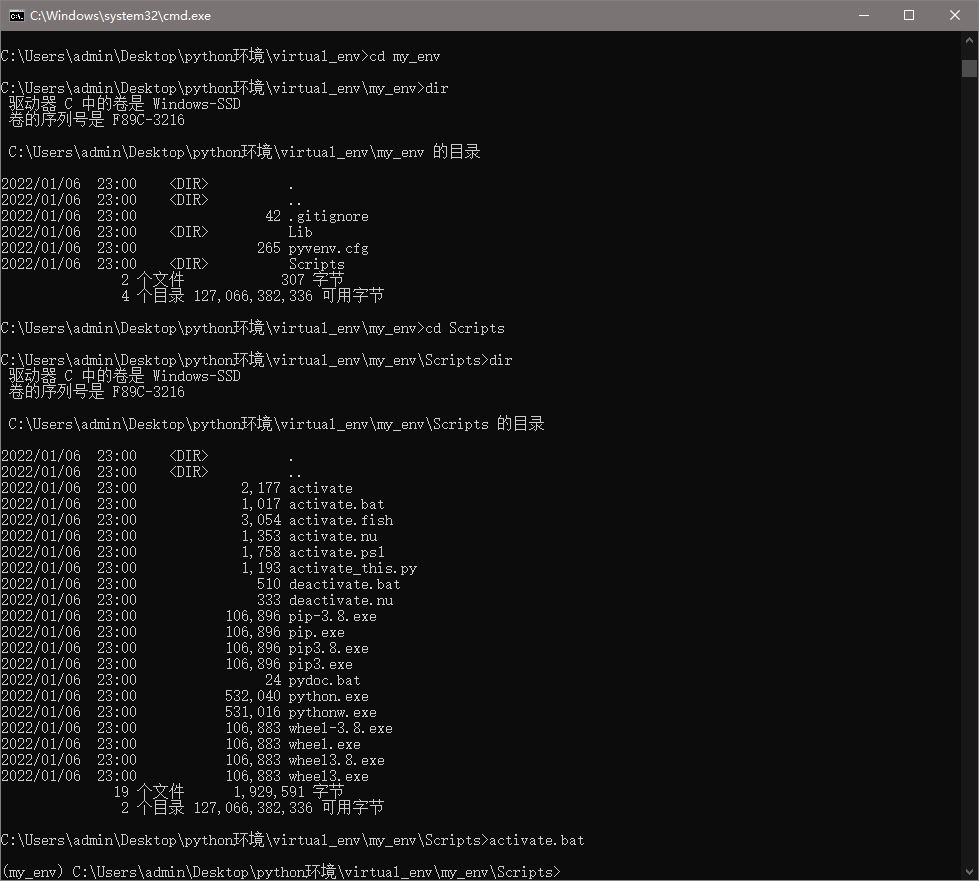 C:\Windows\system32\cmd.exe
C:\Users\admin\Desktop\python环境\virtual_env>cd my_env
C:\Users\admin\Desktop\python环境\virtual_env\my_env>dir
驱动器 C 中的卷是 Windows-SSD
卷的序列号是 F89C-3216
C:\Users\admin\Desktop\python环境\virtual_env\my_env 的目录
2022/01/06  23:00    <DIR>          .
2022/01/06  23:00    <DIR>          ..
2022/01/06  23:00                42 .gitignore
2022/01/06  23:00    <DIR>          Lib
2022/01/06  23:00               265 pyvenv.cfg
2022/01/06  23:00    <DIR>          Scripts
2 个文件            307 字节
4 个目录 127,066,382,336 可用字节
C:\Users\admin\Desktop\python环境\virtual_env\my_env>cd Scripts
C:\Users\admin\Desktop\python环境\virtual_env\my_env\Scripts>dir
驱动器 C 中的卷是 Windows-SSD
卷的序列号是 F89C-3216
C:\Users\admin\Desktop\python环境\virtual_env\my_env\Scripts 的目录
2022/01/06  23:00    <DIR>          .
2022/01/06  23:00    <DIR>          ..
2022/01/06  23:00             2,177 activate
2022/01/06  23:00             1,017 activate.bat
2022/01/06  23:00             3,054 activate.fish
2022/01/06  23:00             1,353 activate.nu
2022/01/06  23:00             1,758 activate.ps1
2022/01/06  23:00             1,193 activate_this.py
2022/01/06  23:00               510 deactivate.bat
2022/01/06  23:00               333 deactivate.nu
2022/01/06  23:00           106,896 pip-3.8.exe
2022/01/06  23:00           106,896 pip.exe
2022/01/06  23:00           106,896 pip3.8.exe
2022/01/06  23:00           106,896 pip3.exe
2022/01/06  23:00                24 pydoc.bat
2022/01/06  23:00           532,040 python.exe
2022/01/06  23:00           531,016 pythonw.exe
2022/01/06  23:00           106,883 wheel-3.8.exe
2022/01/06  23:00           106,883 wheel.exe
2022/01/06  23:00           106,883 wheel3.8.exe
2022/01/06  23:00           106,883 wheel3.exe
19 个文件      1,929,591 字节
2 个目录 127,066,382,336 可用字节
C:\Users\admin\Desktop\python环境\virtual_env\my_env\Scripts>activate.bat
(my_env) C:\Users\admin\Desktop\python环境\virtual_env\my_env\Scripts>